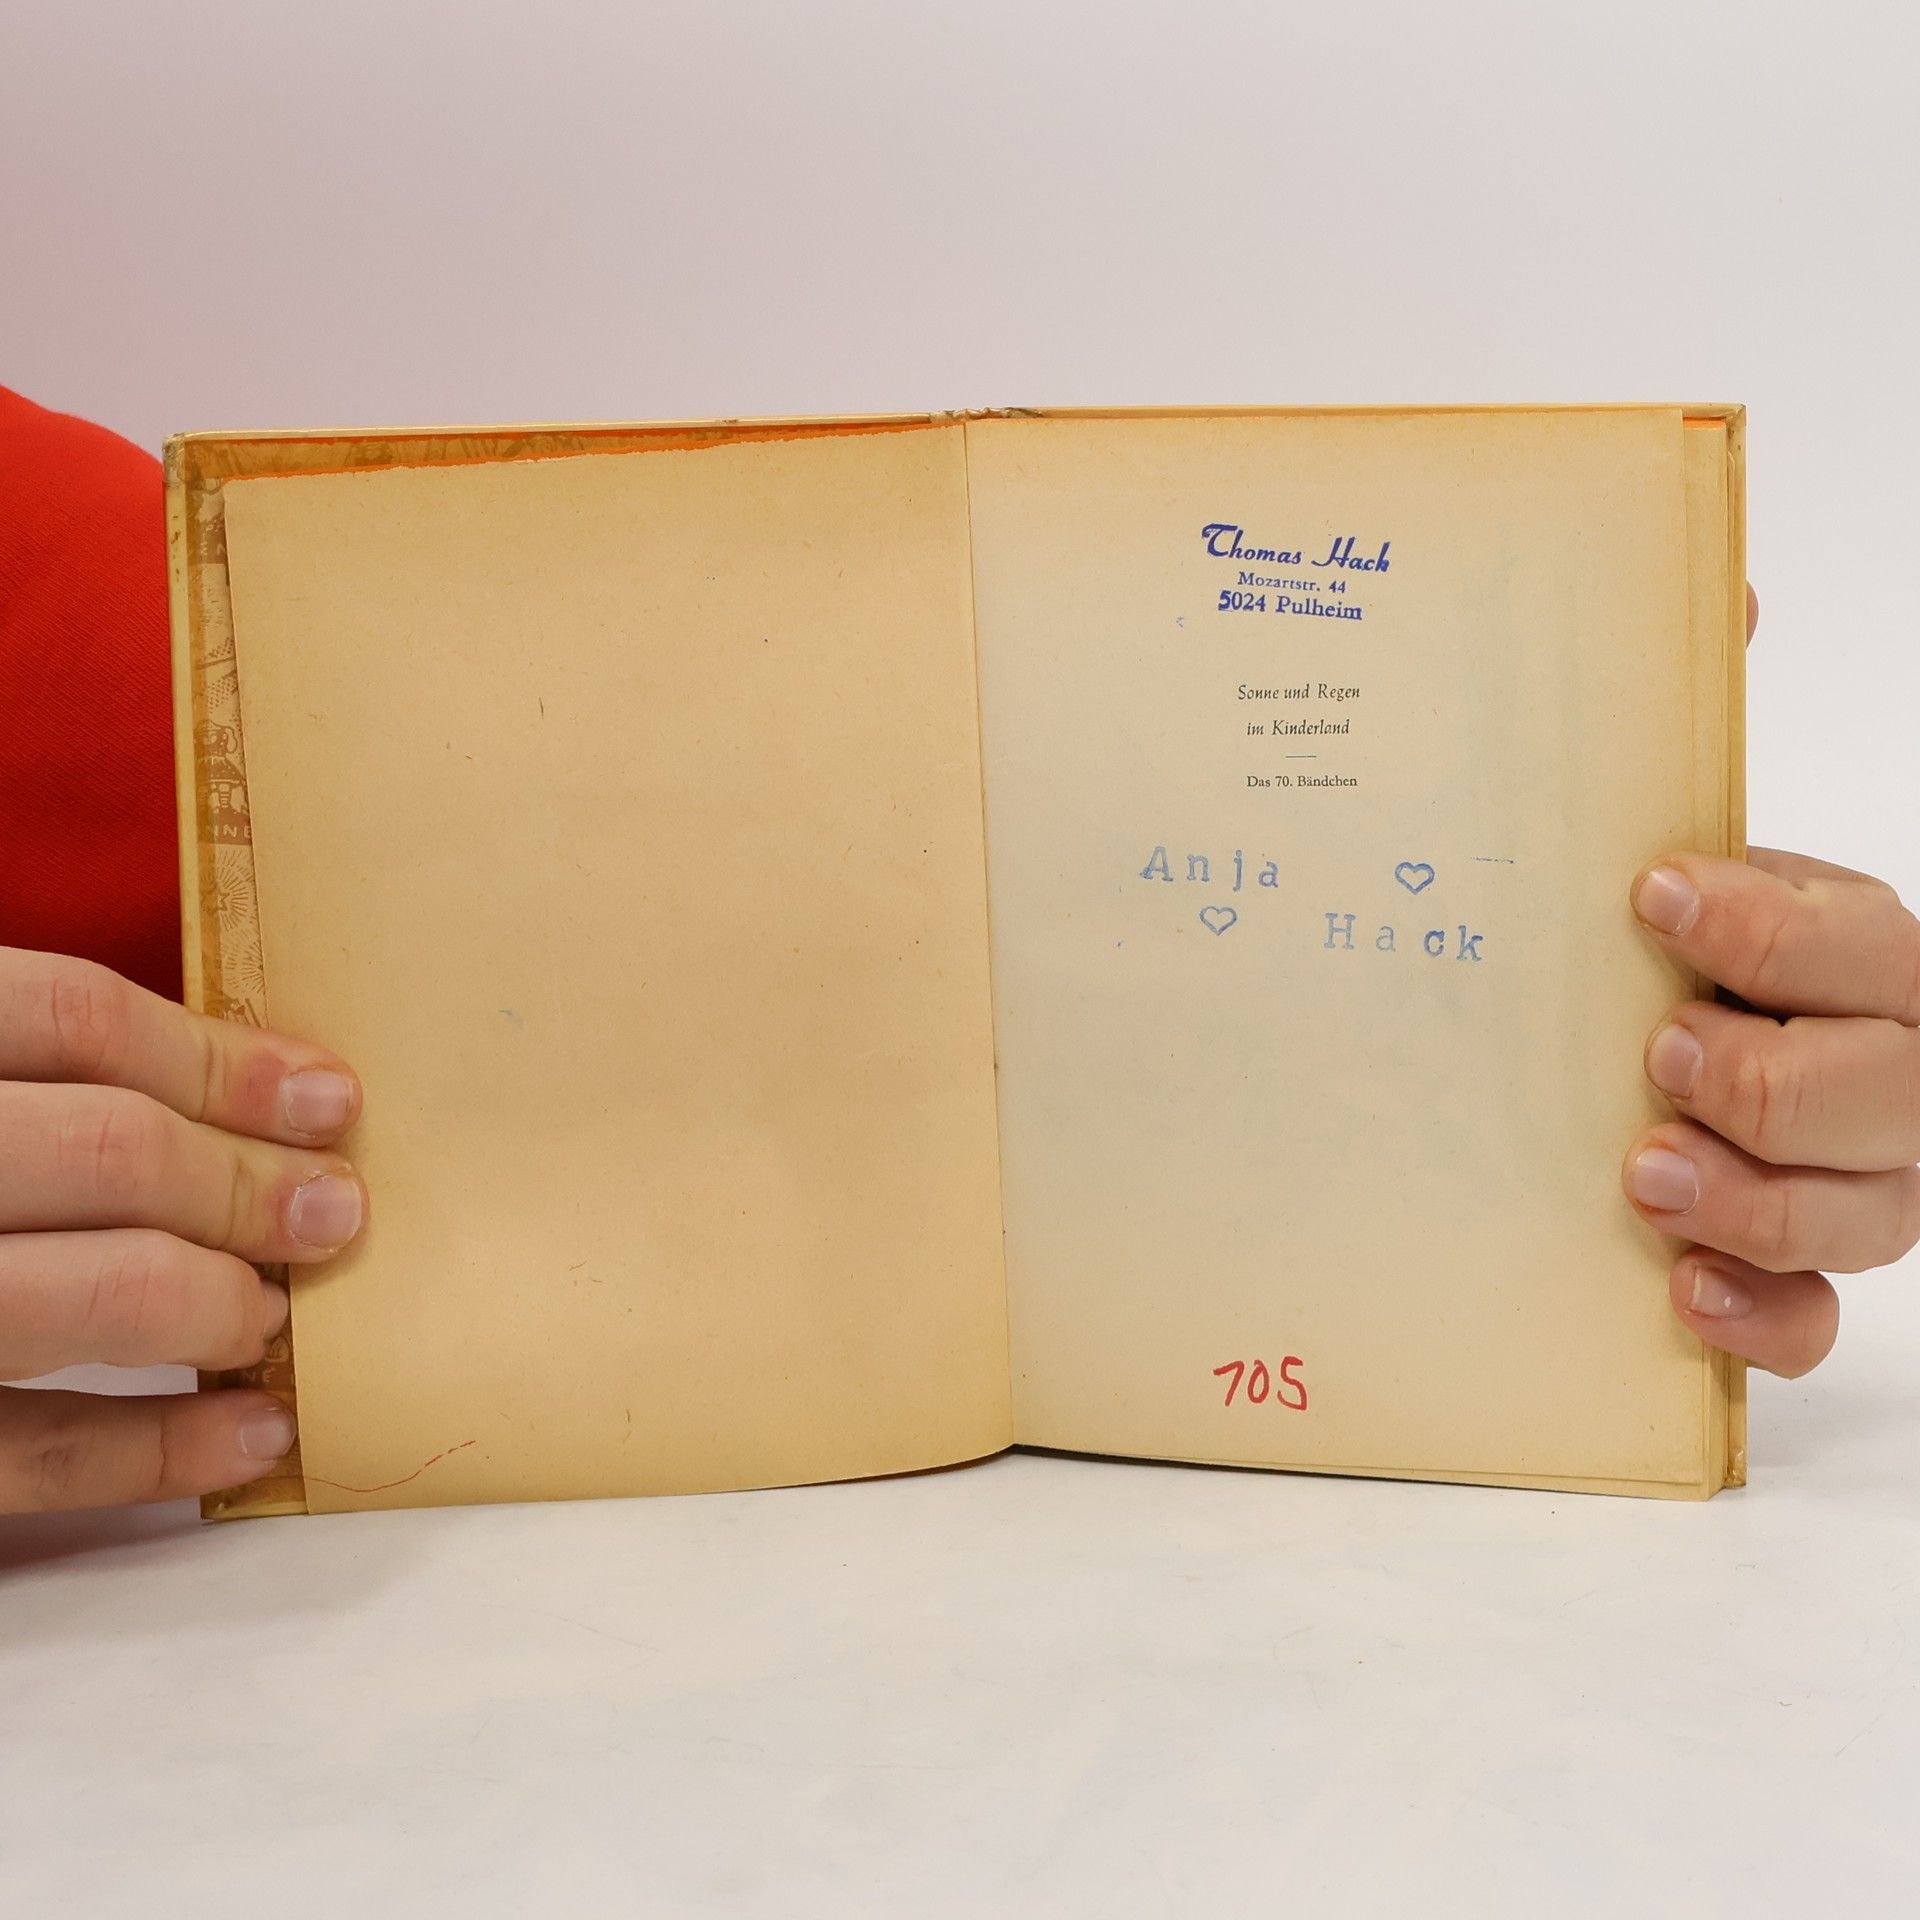 Thomas Hack
Mozartstr. 44
5024 Pulheim
Sonne und Regen
im Kinderland
Das 70. Bändchen
Anja ♡
♡ Hack
705